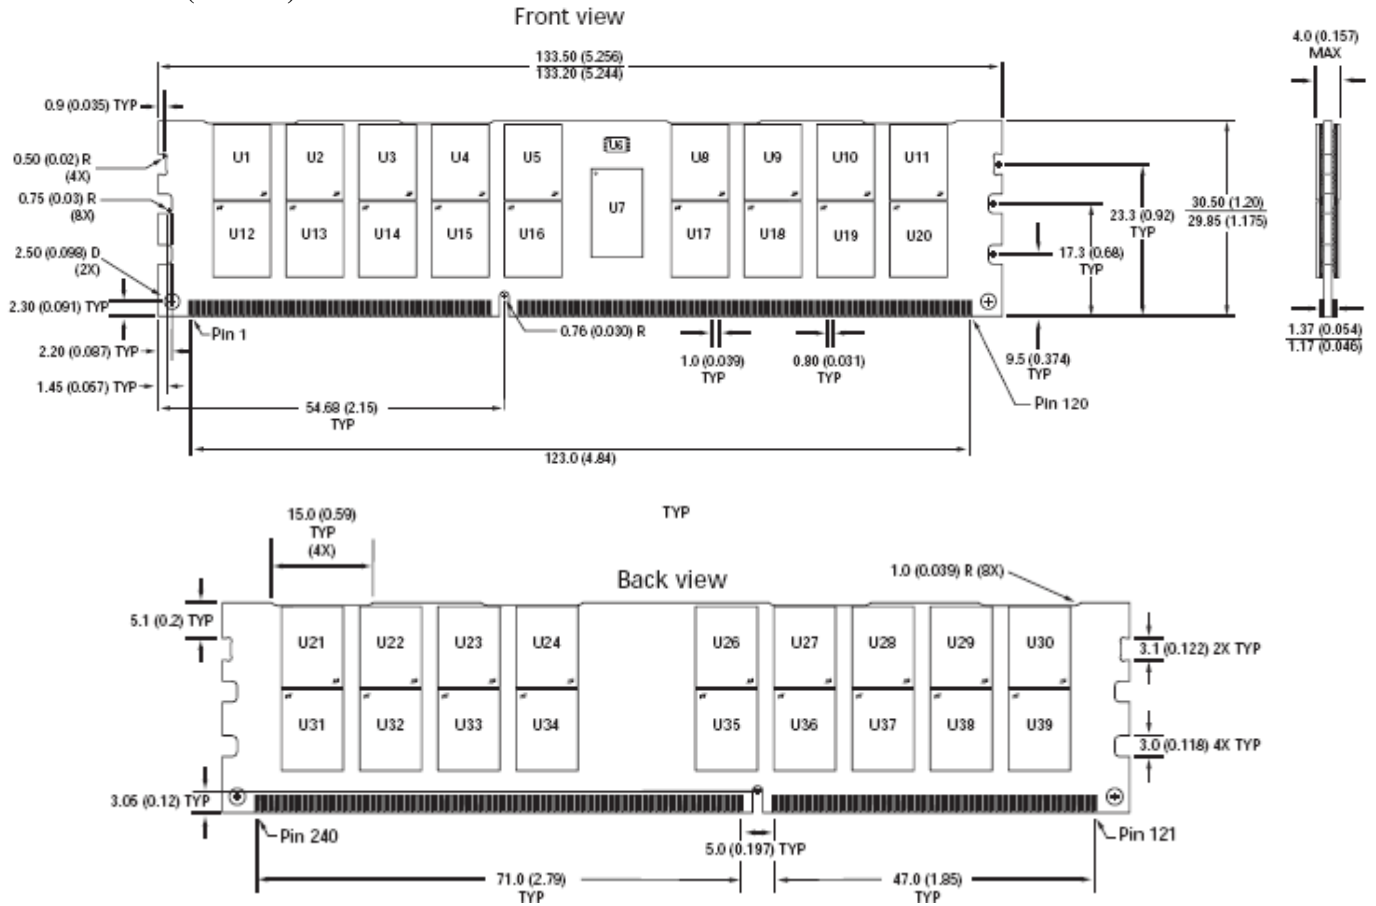 Front view
4.0 (0.157)
MAX
133.50 (5.256)
133.20 (5.244)
0.9 (0.035) TYP
0.50 (0.02) R
(4X)
0.75 (0.03) R
(8X)
2.50 (0.098) D
(2X)
2.30 (0.091) TYP
2.20 (0.087) TYP
1.45 (0.057) TYP
U1 U2 U3 U4 U5 U6 U8 U9 U10 U11
U7
U12 U13 U14 U15 U16 U17 U18 U19 U20
23.3 (0.92)
TYP
30.50 (1.20)
29.85 (1.175)
17.3 (0.68)
TYP
Pin 1
0.76 (0.030) R
1.0 (0.039)
TYP
0.80 (0.031)
TYP
9.5 (0.374)
TYP
1.37 (0.054)
1.17 (0.046)
Pin 120
54.68 (2.15)
TYP
123.0 (4.84)
TYP
15.0 (0.59)
TYP
(4X)
Back view
1.0 (0.039) R (8X)
5.1 (0.2) TYP
U21 U22 U23 U24 U26 U27 U28 U29 U30
3.1 (0.122) 2X TYP
U31 U32 U33 U34 U35 U36 U37 U38 U39
3.0 (0.118) 4X TYP
3.05 (0.12) TYP
Pin 240
5.0 (0.197) TYP
Pin 121
71.0 (2.79)
TYP
47.0 (1.85)
TYP